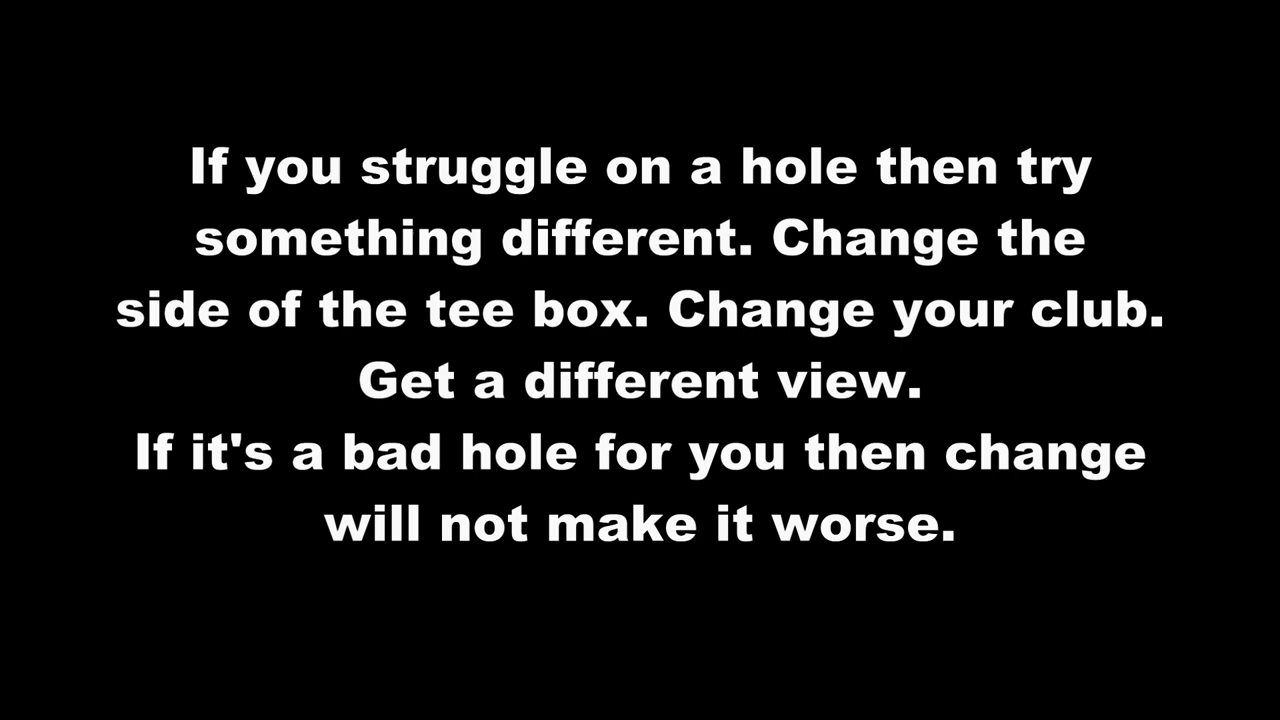 If you struggle on a hole then try
something different. Change the
side of the tee box. Change your club.
Get a different view.
If it's a bad hole for you then change
will not make it worse.